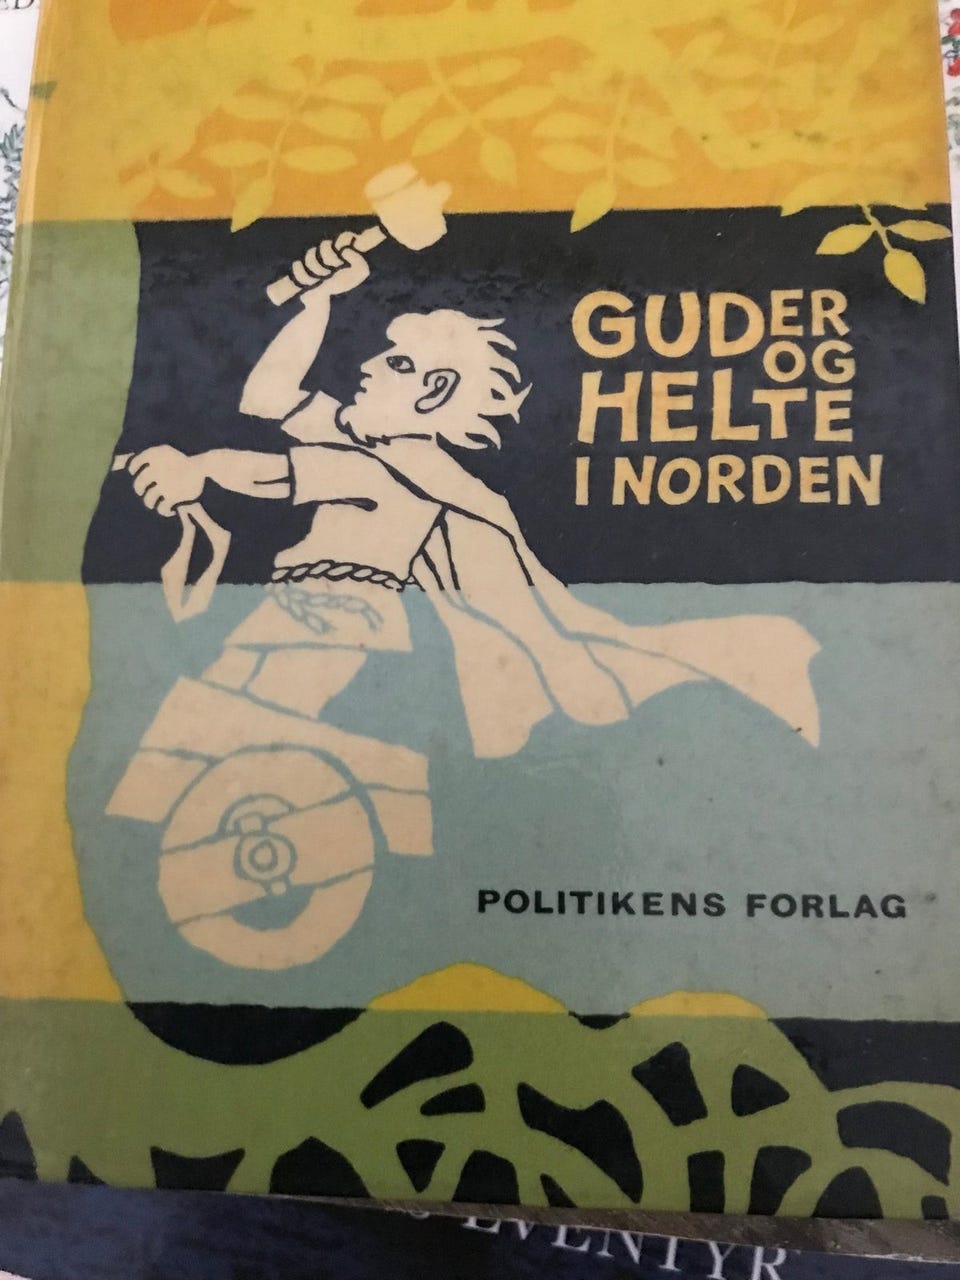 GUDER
OG
HELTE
I NORDEN
POLITIKENS FORLAG
EVENTYR